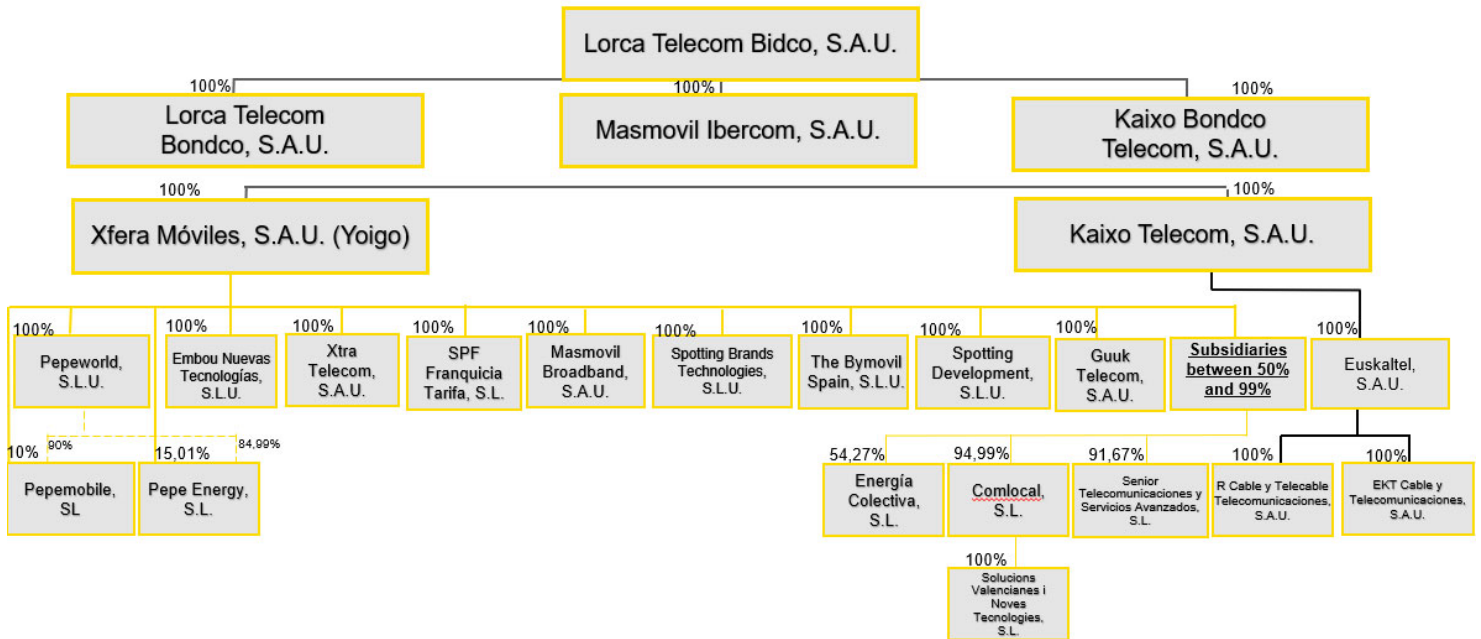 Lorca Telecom Bidco, S.A.U.
100%
100%
100%
Lorca Telecom
Bondco, S.A.U.
Masmovil Ibercom, S.A.U.
Kaixo Bondco
Telecom, S.A.U.
100%
100%
Xfera Móviles, S.A.U. (Yoigo)
Kaixo Telecom, S.A.U.
100%
Pepeworld,
S.L.U.
100%
Embou Nuevas
Tecnologías,
S.L.U.
100%
Xtra
Telecom,
S.A.U.
100%
SPF
Franquicia
Tarifa, S.L.
100%
Masmovil
Broadband,
S.A.U.
100%
Spotting Brands
Technologies,
S.L.U.
100%
The Bymovil
Spain, S.L.U.
100%
Spotting
Development,
S.L.U.
100%
Guuk
Telecom,
S.A.U.
Subsidiaries
between 50%
and 99%
100%
Euskaltel,
S.A.U.
10%
90%
Pepemobile,
SL
15,01%
84,99%
Pepe Energy,
S.L.
54,27%
Energía
Colectiva,
S.L.
94,99%
Comlocal,
S.L.
91,67%
Senior
Telecomunicaciones y
Servicios Avanzados,
S.L.
100%
R Cable y Telecable
Telecomunicaciones,
S.A.U.
100%
EKT Cable y
Telecomunicaciones,
S.A.U.
100%
Solucions
Valencianes i
Noves
Tecnologies,
S.L.